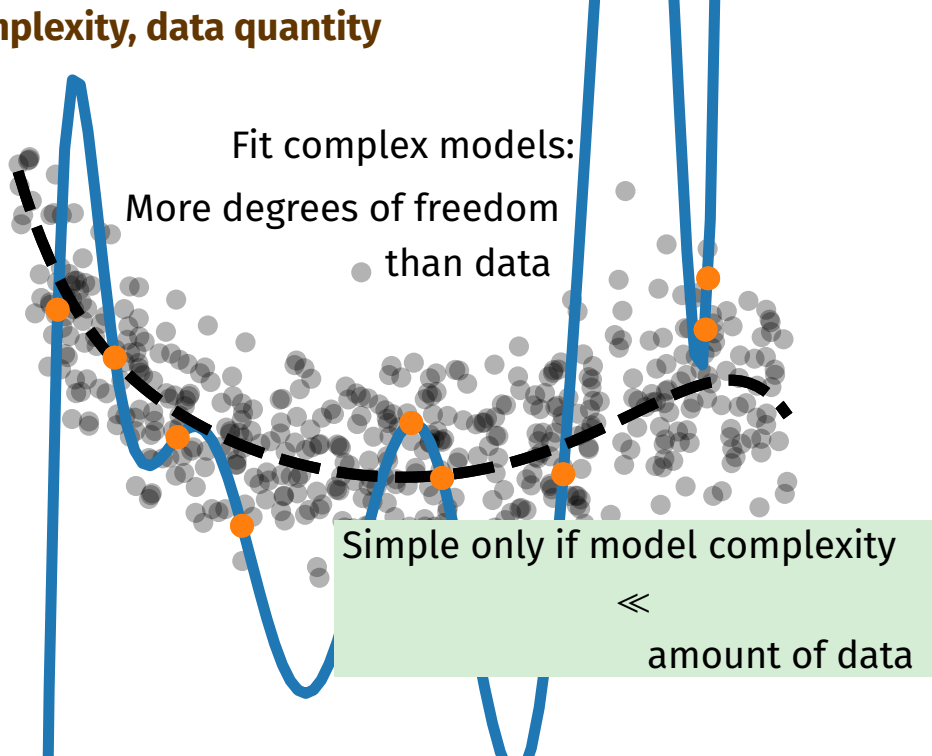 complexity, data quantity
Fit complex models:
More degrees of freedom
than data
Simple only if model complexity
≪
amount of data